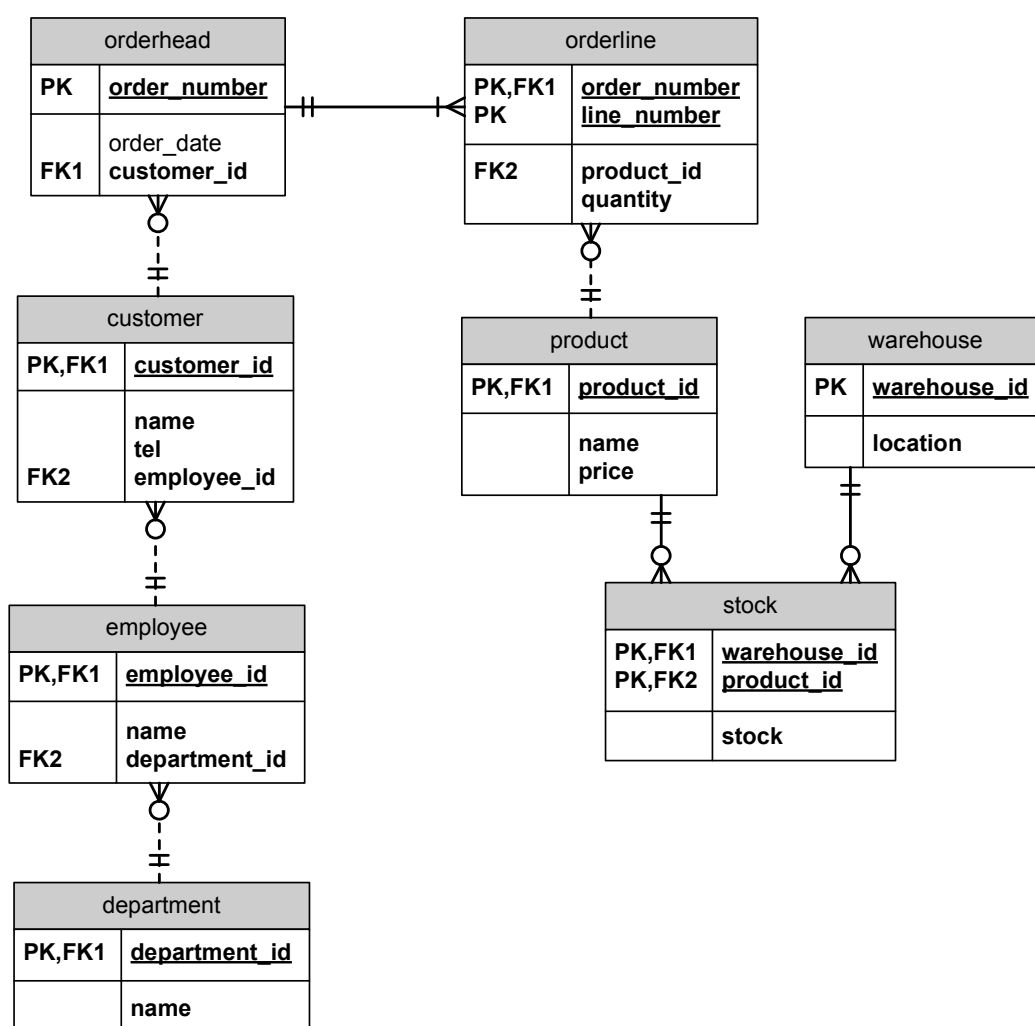 orderhead
PK order_number
order_date
FK1 customer_id
orderline
PK,FK1 order_number
PK line_number
FK2 product_id
quantity
customer
PK,FK1 customer_id
name
tel
FK2 employee_id
product
PK,FK1 product_id
name
price
warehouse
PK warehouse_id
location
employee
PK,FK1 employee_id
name
FK2 department_id
stock
PK,FK1 warehouse_id
PK,FK2 product_id
stock
department
PK,FK1 department_id
name